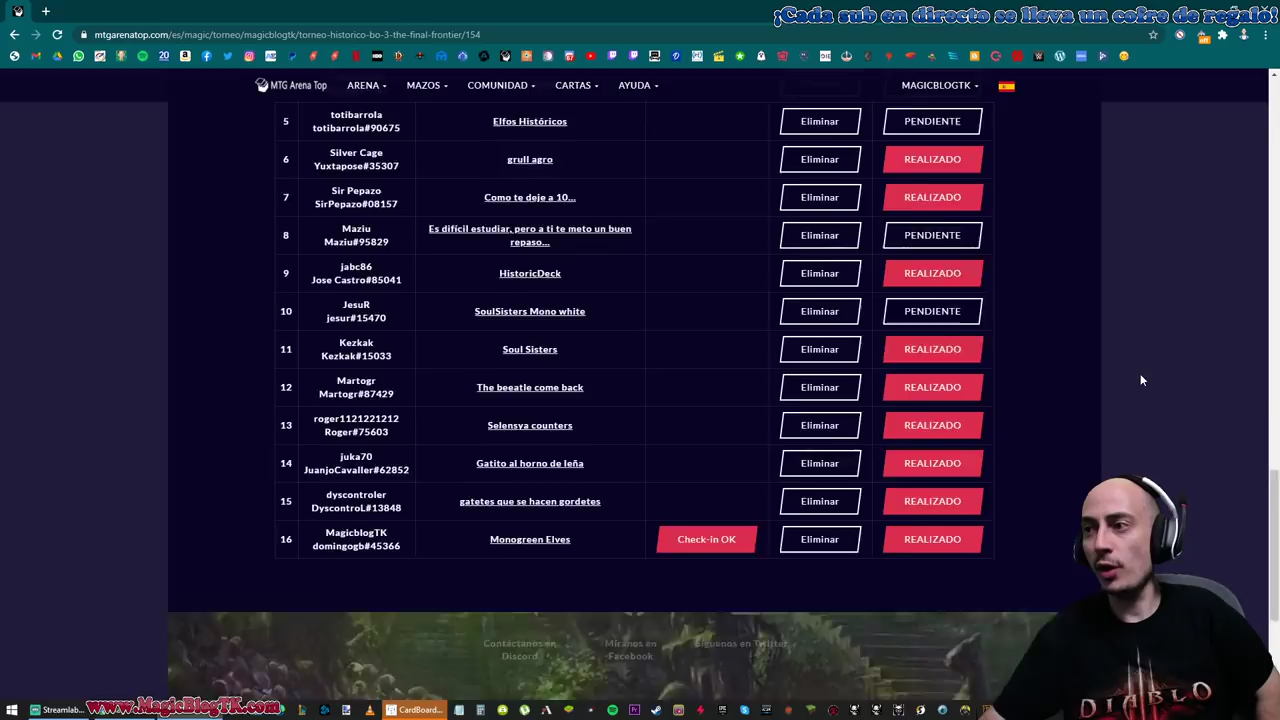 ¡Cada sub en directo se lleva un cofre de regalo!
mtgarenatop.com/es/magic/torneo/magicblogtk/torneo-historico-bo-3-the-final-frontier/154
MTG Arena Top ARENA MAZOS COMUNIDAD CARTAS AYUDA MAGICBLOGTK
5 totibarrola Elfos Históricos Eliminar PENDIENTE
totibarrola#90675
6 Silver Cage grull agro Eliminar REALIZADO
Yuxtapose#35307
7 Sir Pepazo Como te deje a 10... Eliminar REALIZADO
SirPepazo#08157
8 Maziu Es difícil estudiar, pero a ti te meto un buen Eliminar PENDIENTE
Maziu#95829 repaso...
9 jabc86 HistoricDeck Eliminar REALIZADO
Jose Castro#85041
10 JesuR SoulSisters Mono white Eliminar PENDIENTE
jesur#15470
11 Kezkak Soul Sisters Eliminar REALIZADO
Kezkak#15033
12 Martogr The beeatle come back Eliminar REALIZADO
Martogr#87429
13 roger1121221212 Selensya counters Eliminar REALIZADO
Roger#75603
14 juka70 Gatito al horno de leña Eliminar REALIZADO
JuanjoCavaller#62852
15 dyscontroler gatetes que se hacen gordetes Eliminar REALIZADO
DyscontroL#13848
16 MagicblogTK Monogreen Elves Check-in OK Eliminar REALIZADO
domingogb#45366
Contáctanos en Míranos en Síguenos en Twitter
Discord Facebook
DIABLO
Streamlab... CardBoard...
www.MagicBlogTK.com